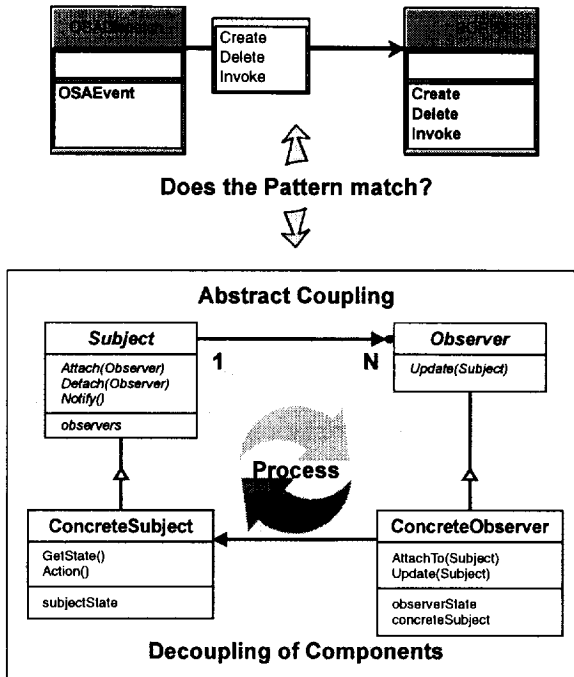 Create
Delete
Invoke
OSAEvent
Create
Delete
Invoke
Does the Pattern match?
Abstract Coupling
Subject
Attach(Observer)
Detach(Observer)
Notify()
observers
1
N
Observer
Update(Subject)
Process
ConcreteSubject
GetState()
Action()
subjectState
ConcreteObserver
AttachTo(Subject)
Update(Subject)
observerState
concreteSubject
Decoupling of Components